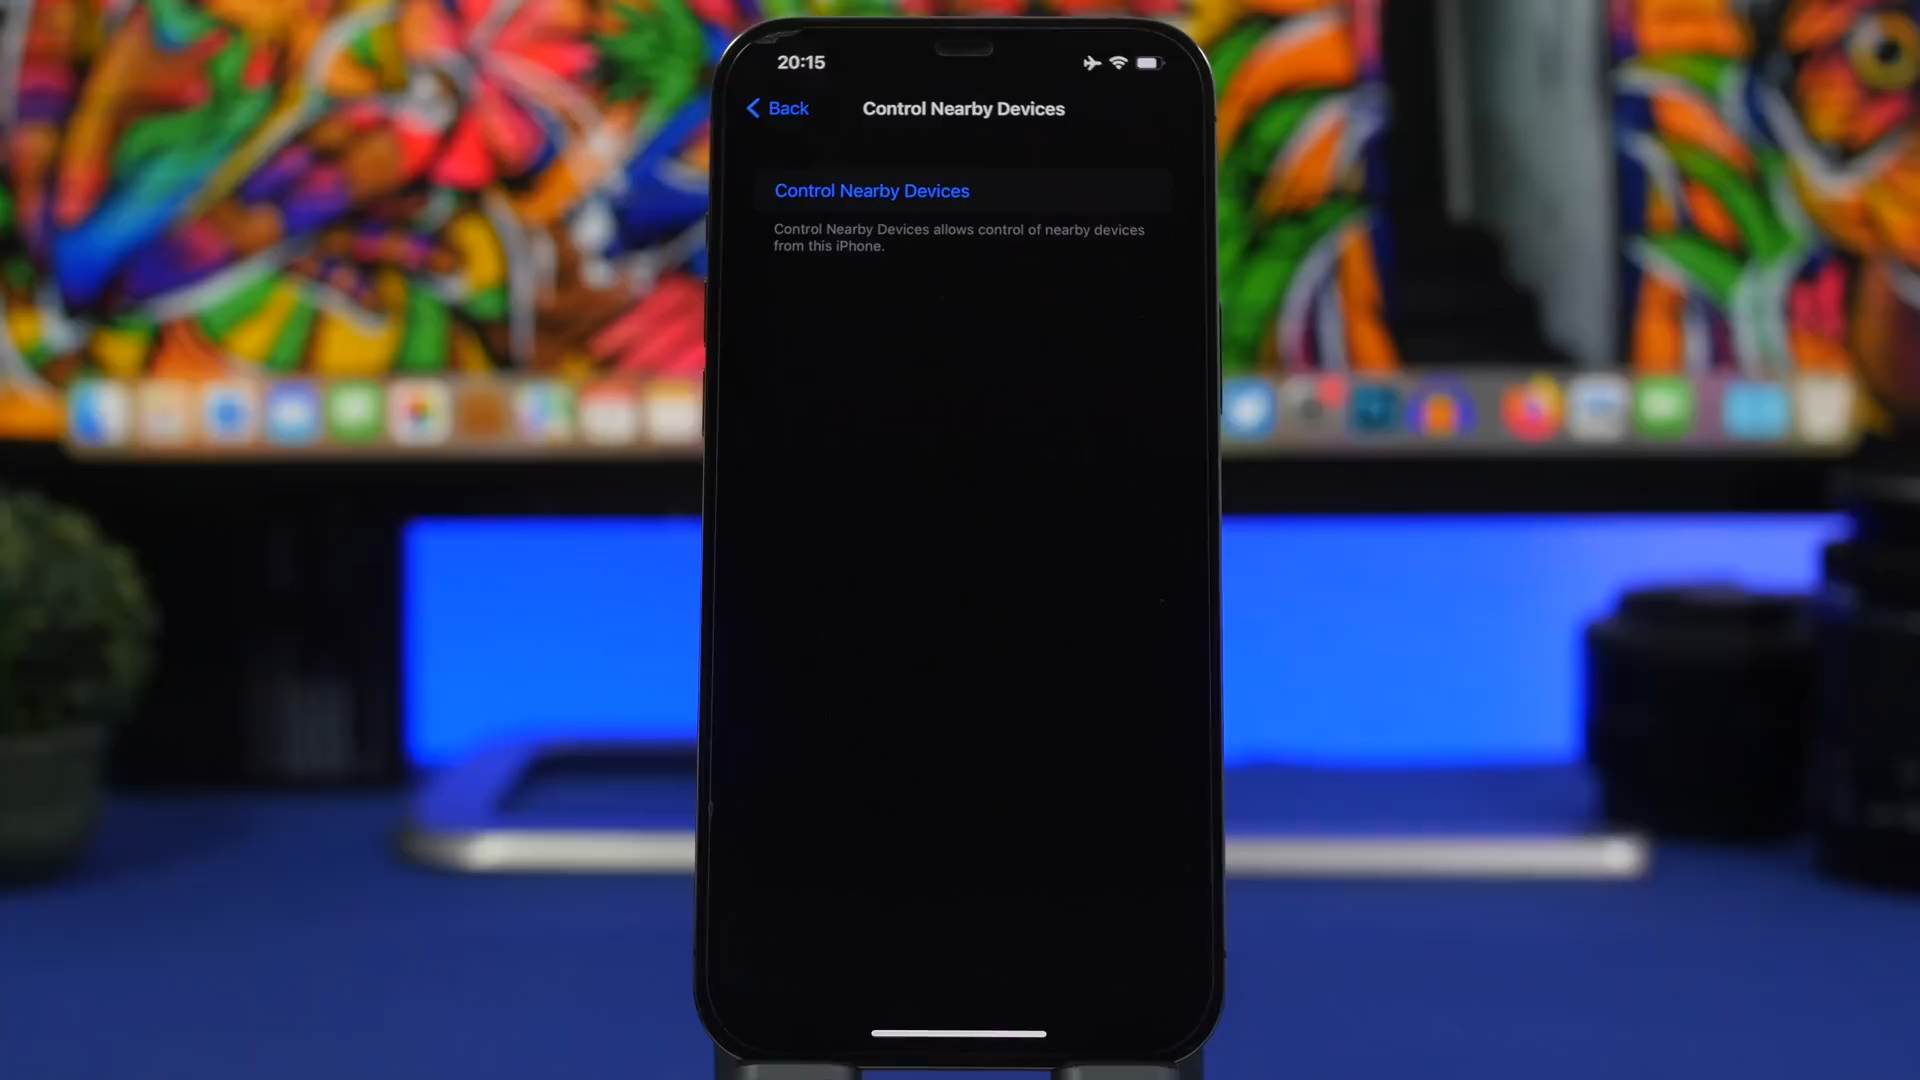 20:15
Back
Control Nearby Devices
Control Nearby Devices
Control Nearby Devices allows control of nearby devices
from this iPhone.